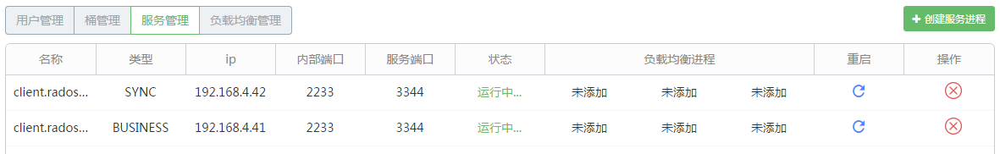 用户管理 桶管理 服务管理 负载均衡管理 创建服务进程
名称 类型 ip 内部端口 服务端口 状态 负载均衡进程 重启 操作
client.rados... SYNC 192.168.4.42 2233 3344 运行中... 未添加 未添加 未添加
client.rados... BUSINESS 192.168.4.41 2233 3344 运行中... 未添加 未添加 未添加